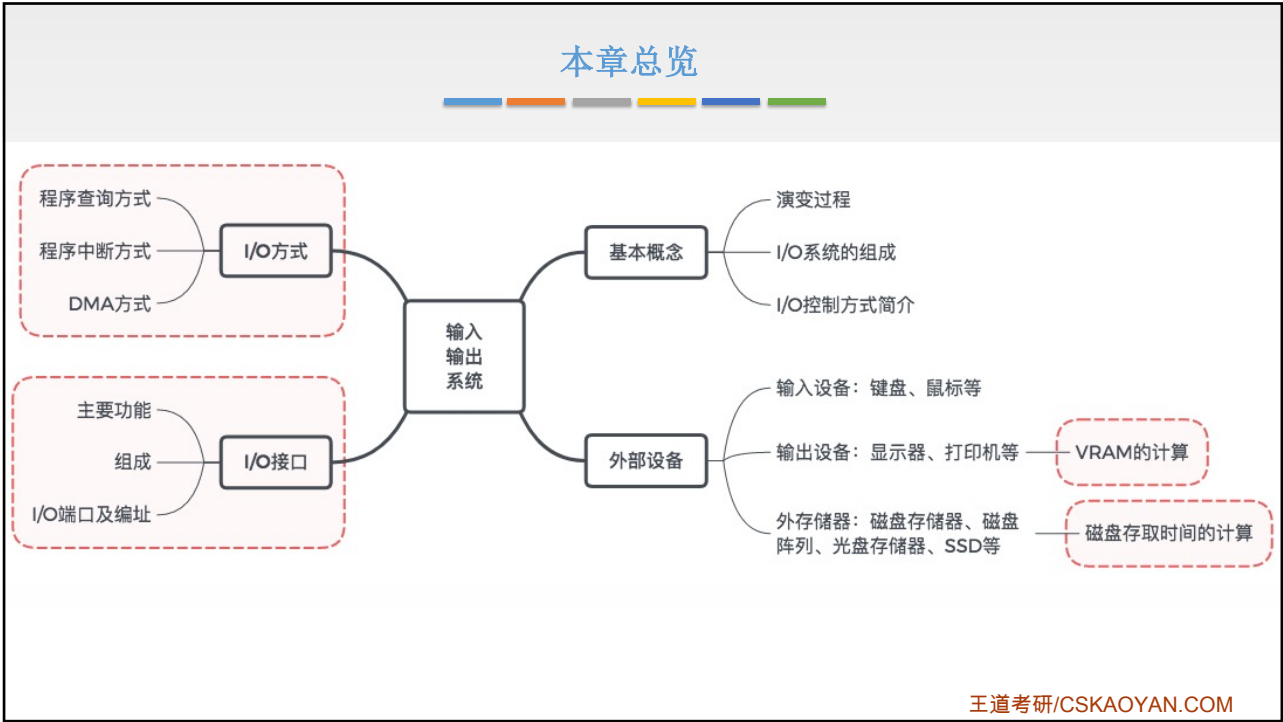 本章总览
程序查询方式
程序中断方式
DMA方式
I/O方式
主要功能
组成
I/O端口及编址
I/O接口
输入
输出
系统
基本概念
演变过程
I/O系统的组成
I/O控制方式简介
外部设备
输入设备：键盘、鼠标等
输出设备：显示器、打印机等
VRAM的计算
外存储器：磁盘存储器、磁盘
阵列、光盘存储器、SSD等
磁盘存取时间的计算
王道考研/CSKAOYAN.COM